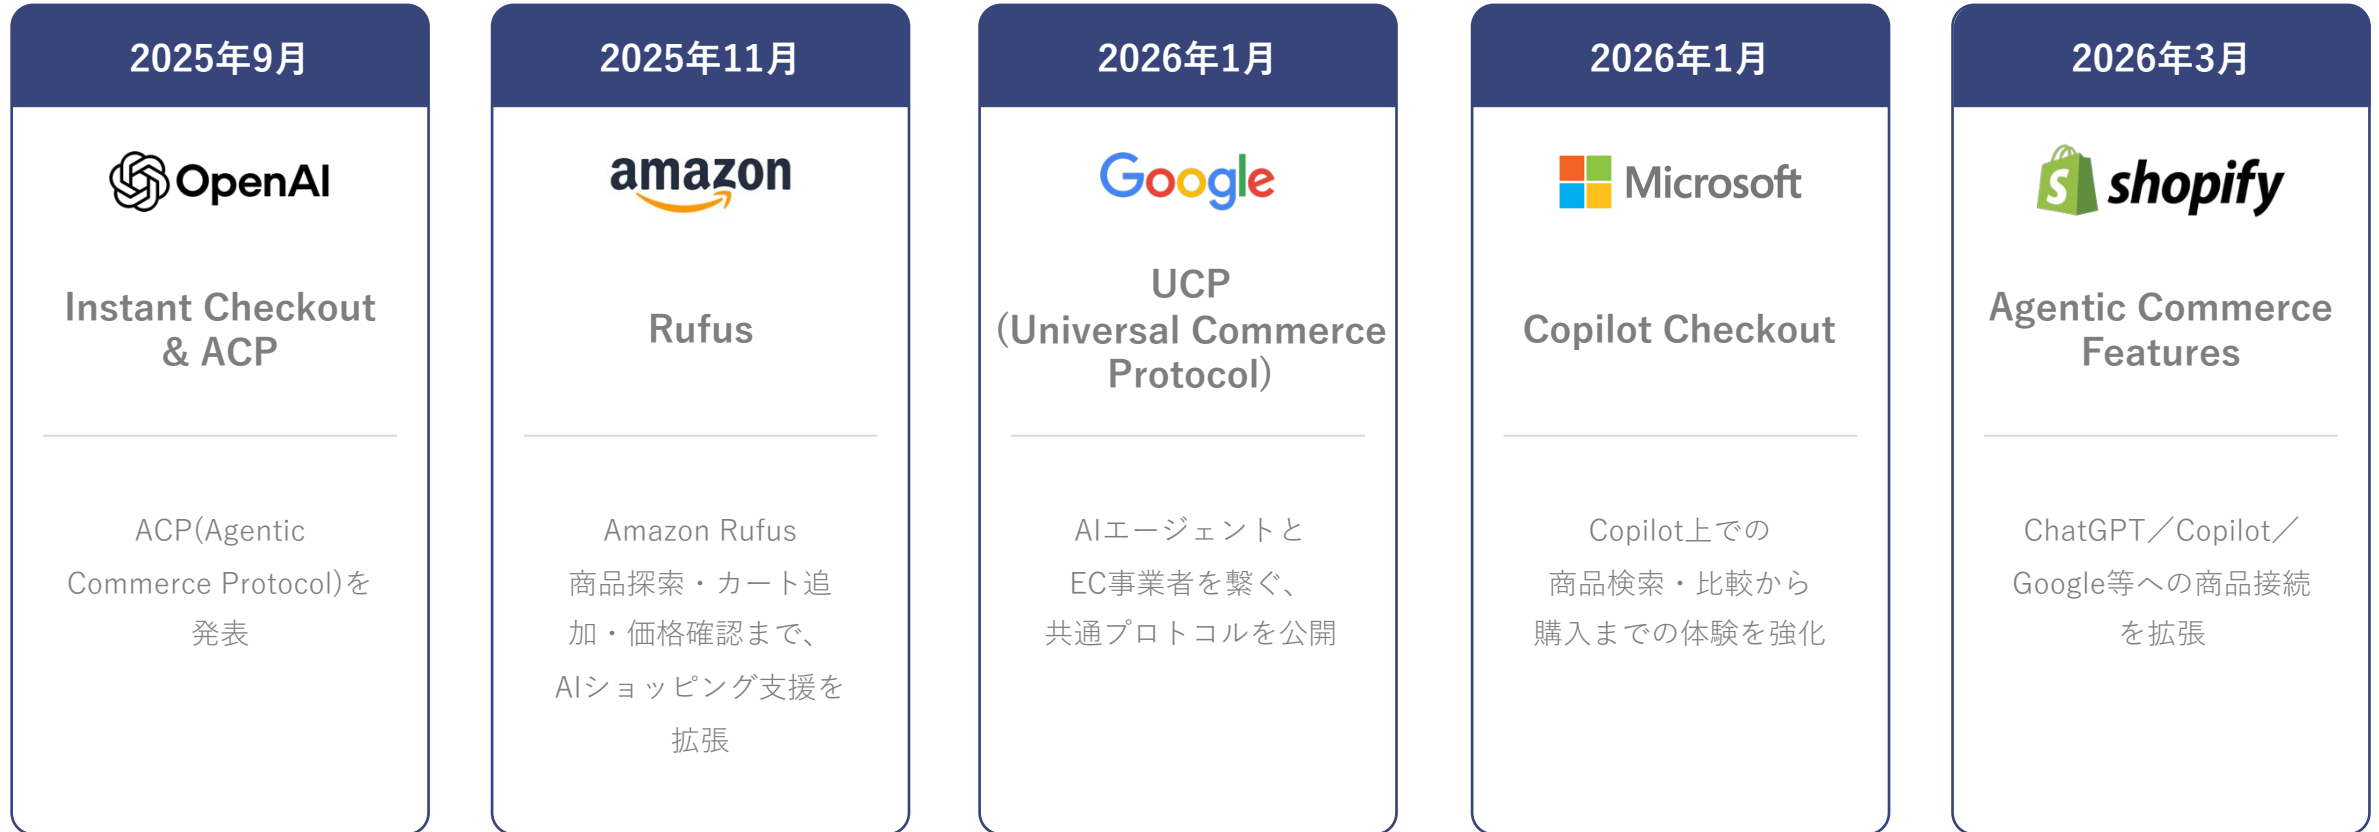 2025年9月
OpenAI
Instant Checkout
& ACP
ACP(Agentic
Commerce Protocol)を
発表
2025年11月
amazon
Rufus
Amazon Rufus
商品探索・カート追
加・価格確認まで、
AIショッピング支援を
拡張
2026年1月
Google
UCP
(Universal Commerce
Protocol)
AIエージェントと
EC事業者を繋ぐ、
共通プロトコルを公開
2026年1月
Microsoft
Copilot Checkout
Copilot上での
商品検索・比較から
購入までの体験を強化
2026年3月
shopify
Agentic Commerce
Features
ChatGPT／Copilot／
Google等への商品接続
を拡張